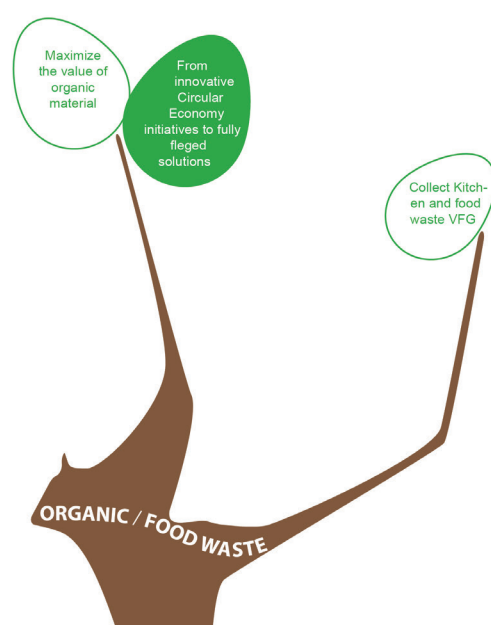 Maximize
the value of
organic
material
From
innovative
Circular
Economy
initiatives to fully
fleged
solutions
Collect Kitch-
en and food
waste VFG
ORGANIC / FOOD WASTE